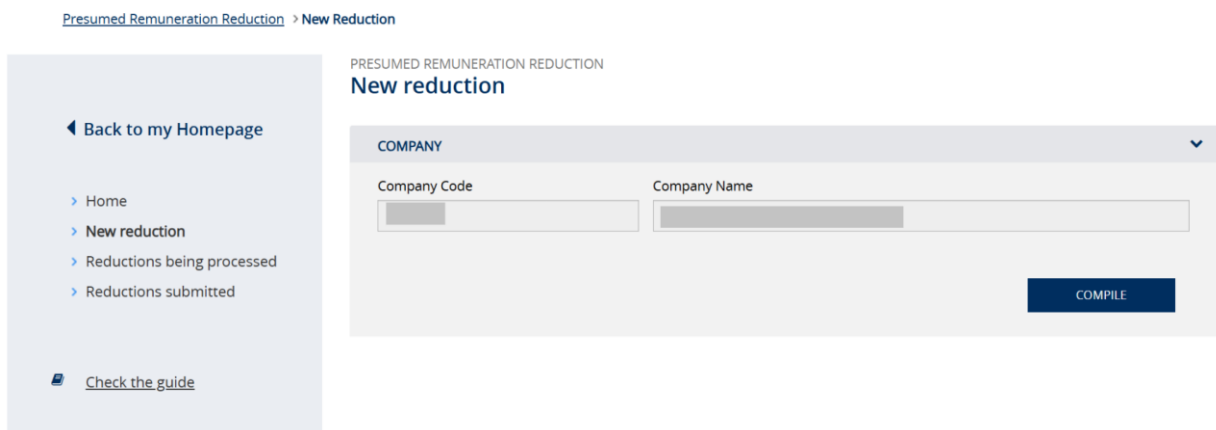 Presumed Remuneration Reduction > New Reduction
PRESUMED REMUNERATION REDUCTION
New reduction
Back to my Homepage
Home
New reduction
Reductions being processed
Reductions submitted
Check the guide
COMPANY
Company Code
Company Name
COMPILE